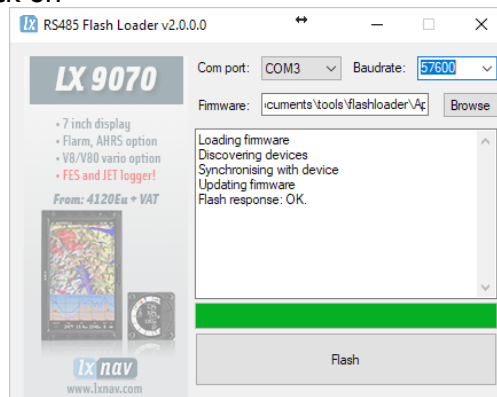 RS485 Flash Loader v2.0.0.0
LX 9070
• 7 inch display
• Flarm, AHRS option
• V8/V80 vario option
• FES and JET logger!
From: 4120Eu + VAT
lx nav
www.lxnav.com
Com port: COM3 Baudrate: 57600
Firmware: cuments\tools\flashloader\Ap Browse
Loading firmware
Discovering devices
Synchronising with device
Updating firmware
Flash response: OK.
Flash